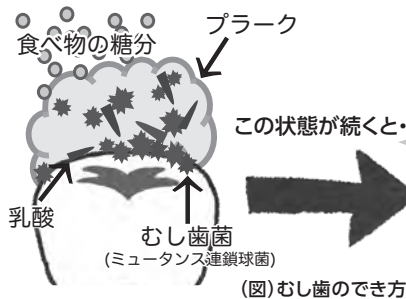 食べ物の糖分
プラーク
この状態が続くと・
乳酸
むし歯菌
(ミュータンス連鎖球菌)
(図)むし歯のでき方